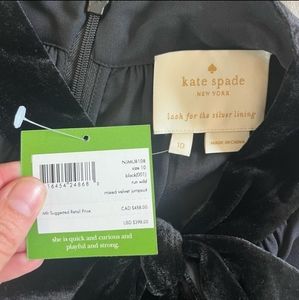 kate spade
NEW YORK
look for the silver lining
10
MADE IN CHINA
NJMU8108
size 10
black(001)
run wild
mixed velvet jumpsuit
16454 24868
Mfr Suggested Retail Price
CAD $458.00
USD $398.00
she is quick and curious and
playful and strong.